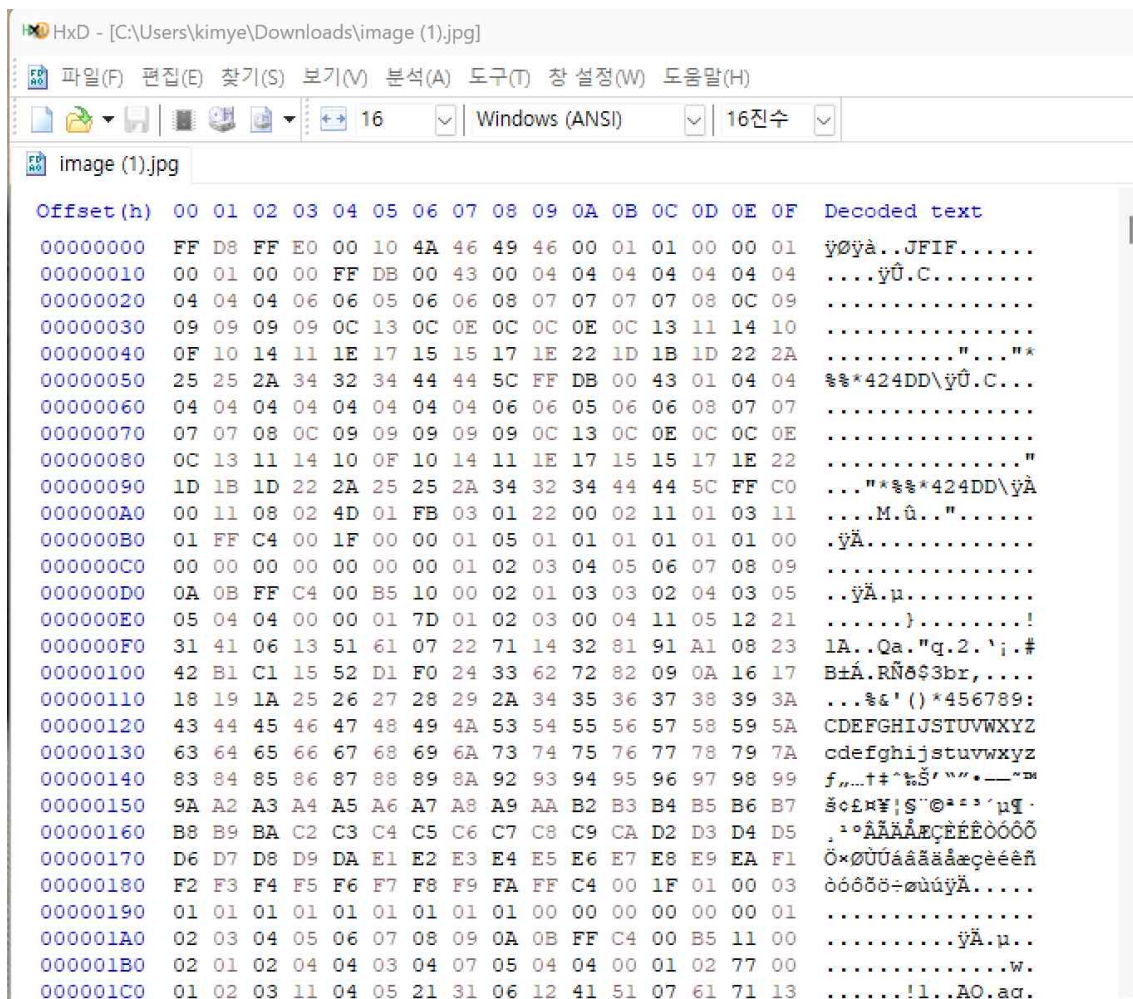 HxD - [C:\Users\kimye\Downloads\image (1).jpg]
파일(F) 편집(E) 찾기(S) 보기(V) 분석(A) 도구(T) 창 설정(W) 도움말(H)
16 Windows (ANSI) 16진수
image (1).jpg
Offset(h) 00 01 02 03 04 05 06 07 08 09 0A 0B 0C 0D 0E 0F Decoded text
00000000 FF D8 FF E0 00 10 4A 46 49 46 00 01 01 00 00 01 ÿØÿà..JFIF......
00000010 00 01 00 00 FF DB 00 43 00 04 04 04 04 04 04 04 ....ÿÛ.C........
00000020 04 04 04 06 06 05 06 06 08 07 07 07 07 08 0C 09 ................
00000030 09 09 09 09 0C 13 0C 0E 0C 0C 0E 0C 13 11 14 10 ................
00000040 0F 10 14 11 1E 17 15 15 17 1E 22 1D 1B 1D 22 2A .........."..."*
00000050 25 25 2A 34 32 34 44 44 5C FF DB 00 43 01 04 04 %%*424DD\ÿÛ.C...
00000060 04 04 04 04 04 04 04 04 06 06 05 06 06 08 07 07 ................
00000070 07 07 08 0C 09 09 09 09 09 0C 13 0C 0E 0C 0C 0E ................
00000080 0C 13 11 14 10 0F 10 14 11 1E 17 15 15 17 1E 22 ..............."
00000090 1D 1B 1D 22 2A 25 25 2A 34 32 34 44 44 5C FF C0 ..."*%%*424DD\ÿÀ
000000A0 00 11 08 02 4D 01 FB 03 01 22 00 02 11 01 03 11 ....M.û.."......
000000B0 01 FF C4 00 1F 00 00 01 05 01 01 01 01 01 01 00 .ÿÄ.............
000000C0 00 00 00 00 00 00 00 01 02 03 04 05 06 07 08 09 ................
000000D0 0A 0B FF C4 00 B5 10 00 02 01 03 03 02 04 03 05 ..ÿÄ.µ..........
000000E0 05 04 04 00 00 01 7D 01 02 03 00 04 11 05 12 21 ......}........!
000000F0 31 41 06 13 51 61 07 22 71 14 32 81 91 A1 08 23 1A..Qa."q.2.‘¡.#
00000100 42 B1 C1 15 52 D1 F0 24 33 62 72 82 09 0A 16 17 B±Á.RÑð$3br‚....
00000110 18 19 1A 25 26 27 28 29 2A 34 35 36 37 38 39 3A ...%&'()*456789:
00000120 43 44 45 46 47 48 49 4A 53 54 55 56 57 58 59 5A CDEFGHIJSTUVWXYZ
00000130 63 64 65 66 67 68 69 6A 73 74 75 76 77 78 79 7A cdefghijstuvwxyz
00000140 83 84 85 86 87 88 89 8A 92 93 94 95 96 97 98 99 ƒ„…†‡ˆ‰Š’“”•–—˜™
00000150 9A A2 A3 A4 A5 A6 A7 A8 A9 AA B2 B3 B4 B5 B6 B7 š¢£¤¥¦§¨©ª²³´µ¶·
00000160 B8 B9 BA C2 C3 C4 C5 C6 C7 C8 C9 CA D2 D3 D4 D5 ¸¹ºÂÃÄÅÆÇÈÉÊÒÓÔÕ
00000170 D6 D7 D8 D9 DA E1 E2 E3 E4 E5 E6 E7 E8 E9 EA F1 Ö×ØÙÚáâãäåæçèéêñ
00000180 F2 F3 F4 F5 F6 F7 F8 F9 FA FF C4 00 1F 01 00 03 òóôõö÷øùúÿÄ.....
00000190 01 01 01 01 01 01 01 01 01 00 00 00 00 00 00 01 ................
000001A0 02 03 04 05 06 07 08 09 0A 0B FF C4 00 B5 11 00 ..........ÿÄ.µ..
000001B0 02 01 02 04 04 03 04 07 05 04 04 00 01 02 77 00 ..............w.
000001C0 01 02 03 11 04 05 21 31 06 12 41 51 07 61 71 13 ......!1..AQ.aq.